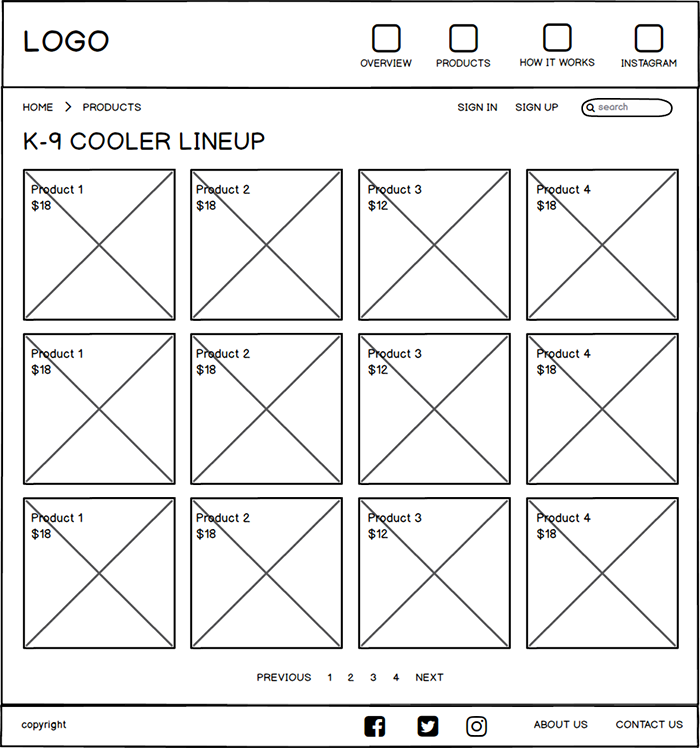 LOGO
OVERVIEW PRODUCTS HOW IT WORKS INSTAGRAM
HOME > PRODUCTS SIGN IN SIGN UP search
K-9 COOLER LINEUP
Product 1 Product 2 Product 3 Product 4
$18 $18 $12 $18
Product 1 Product 2 Product 3 Product 4
$18 $18 $12 $18
Product 1 Product 2 Product 3 Product 4
$18 $18 $12 $18
PREVIOUS 1 2 3 4 NEXT
copyright ABOUT US CONTACT US